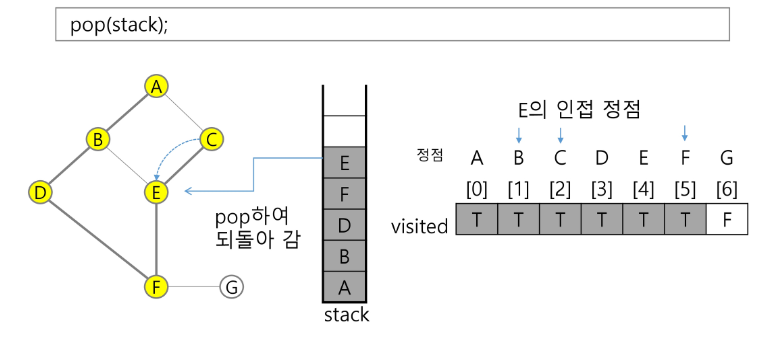 pop(stack);
A
B
C
D
E
F
G
pop하여
되돌아 감
E
F
D
B
A
stack
E의 인접 정점
정점 A B C D E F G
[0] [1] [2] [3] [4] [5] [6]
visited T T T T T T F